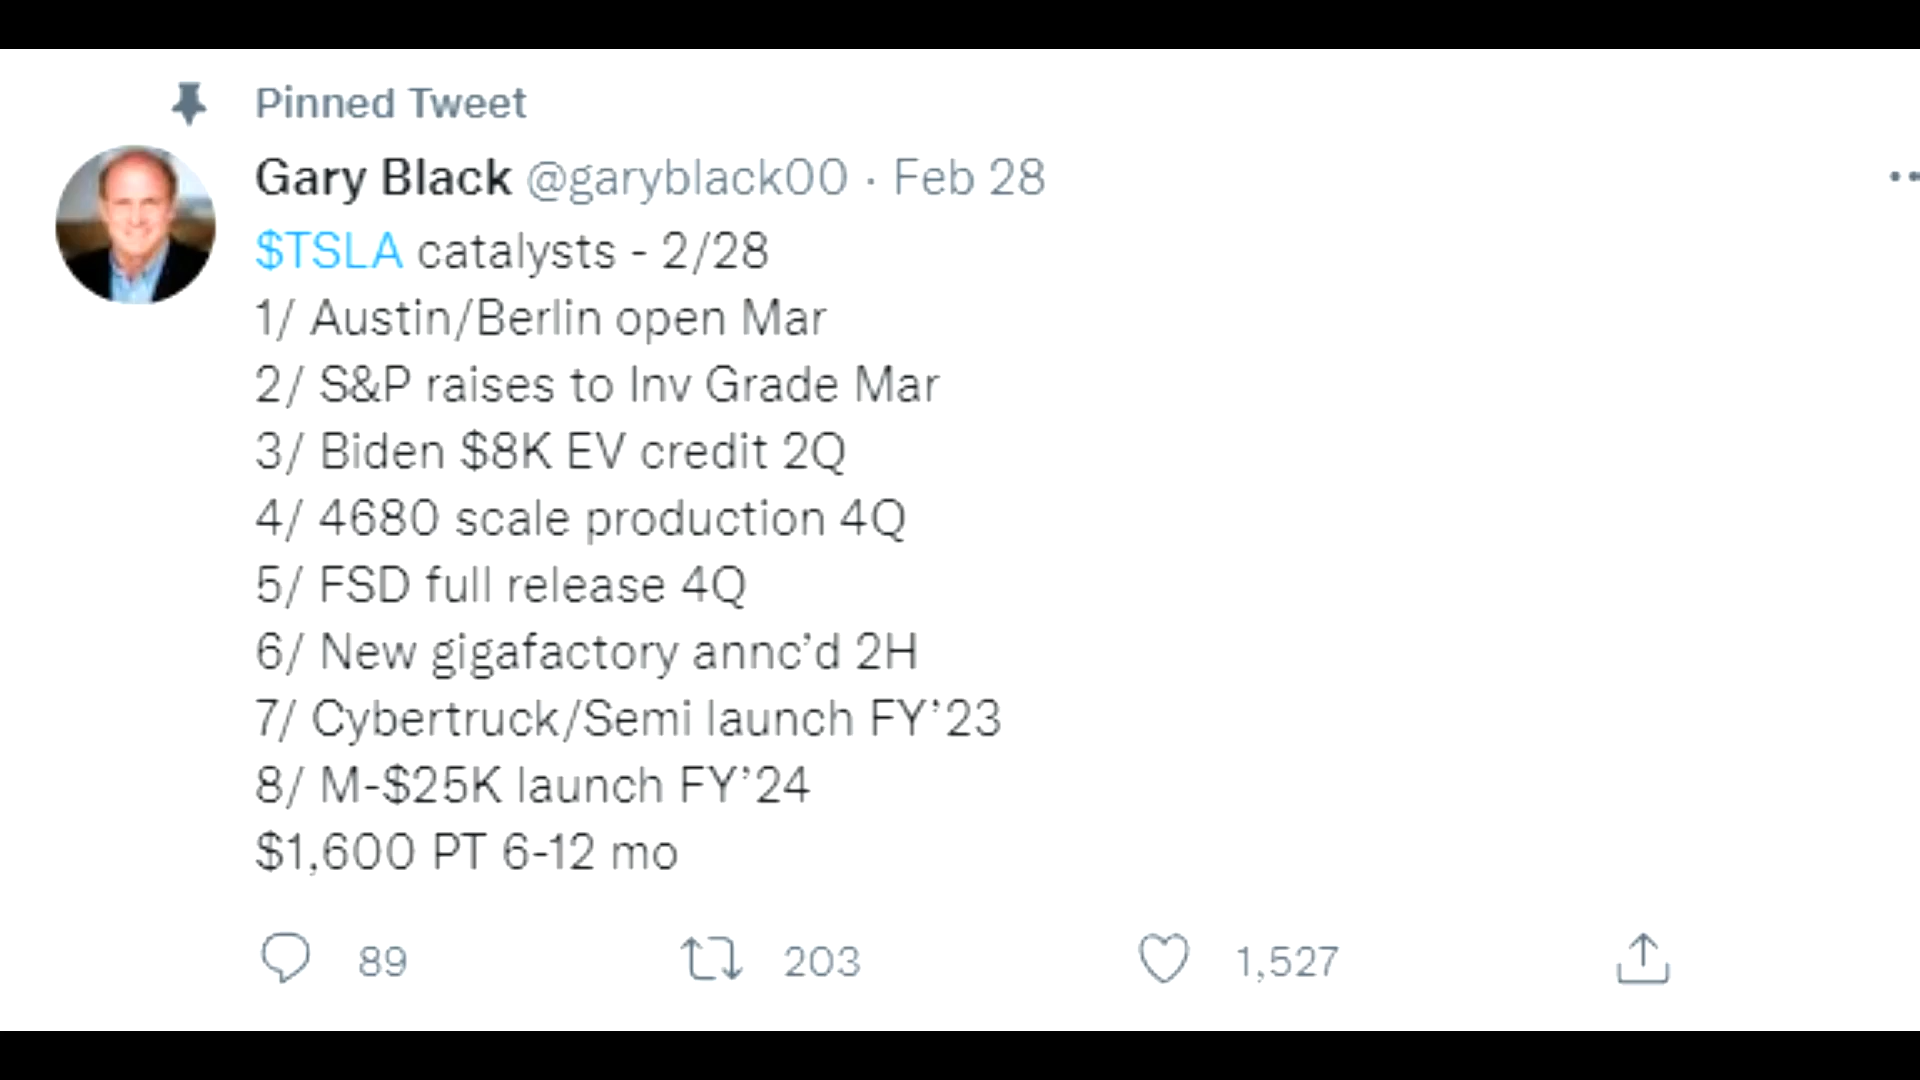 Pinned Tweet
Gary Black @garyblack00 · Feb 28
$TSLA catalysts - 2/28
1/ Austin/Berlin open Mar
2/ S&P raises to Inv Grade Mar
3/ Biden $8K EV credit 2Q
4/ 4680 scale production 4Q
5/ FSD full release 4Q
6/ New gigafactory annc’d 2H
7/ Cybertruck/Semi launch FY’23
8/ M-$25K launch FY’24
$1,600 PT 6-12 mo
89 203 1,527